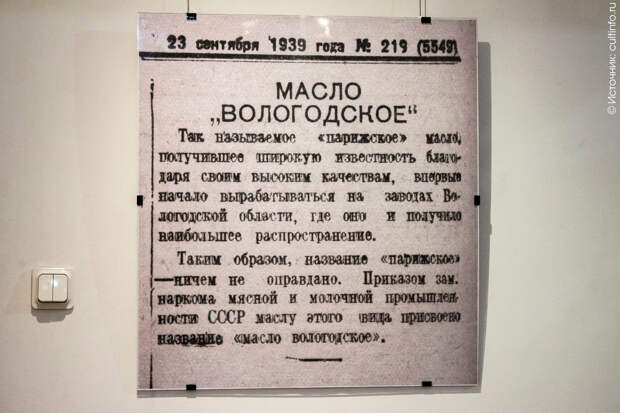 23 сентября 1939 года № 219 (5549)
МАСЛО
„ВОЛОГОДСКОЕ“
Так называемое «парижское» масло,
получившее широкую известность благо-
даря своим высоким качествам, впервые
начало вырабатываться на заводах Во-
логодской области, где оно и получило
наибольшее распространение.
Таким образом, название «парижское»
—ничем не оправдано. Приказом зам.
наркома мясной и молочной промышлен-
ности СССР маслу этого вида присвоено
название «масло вологодское».
© Источник: cultinfo.ru